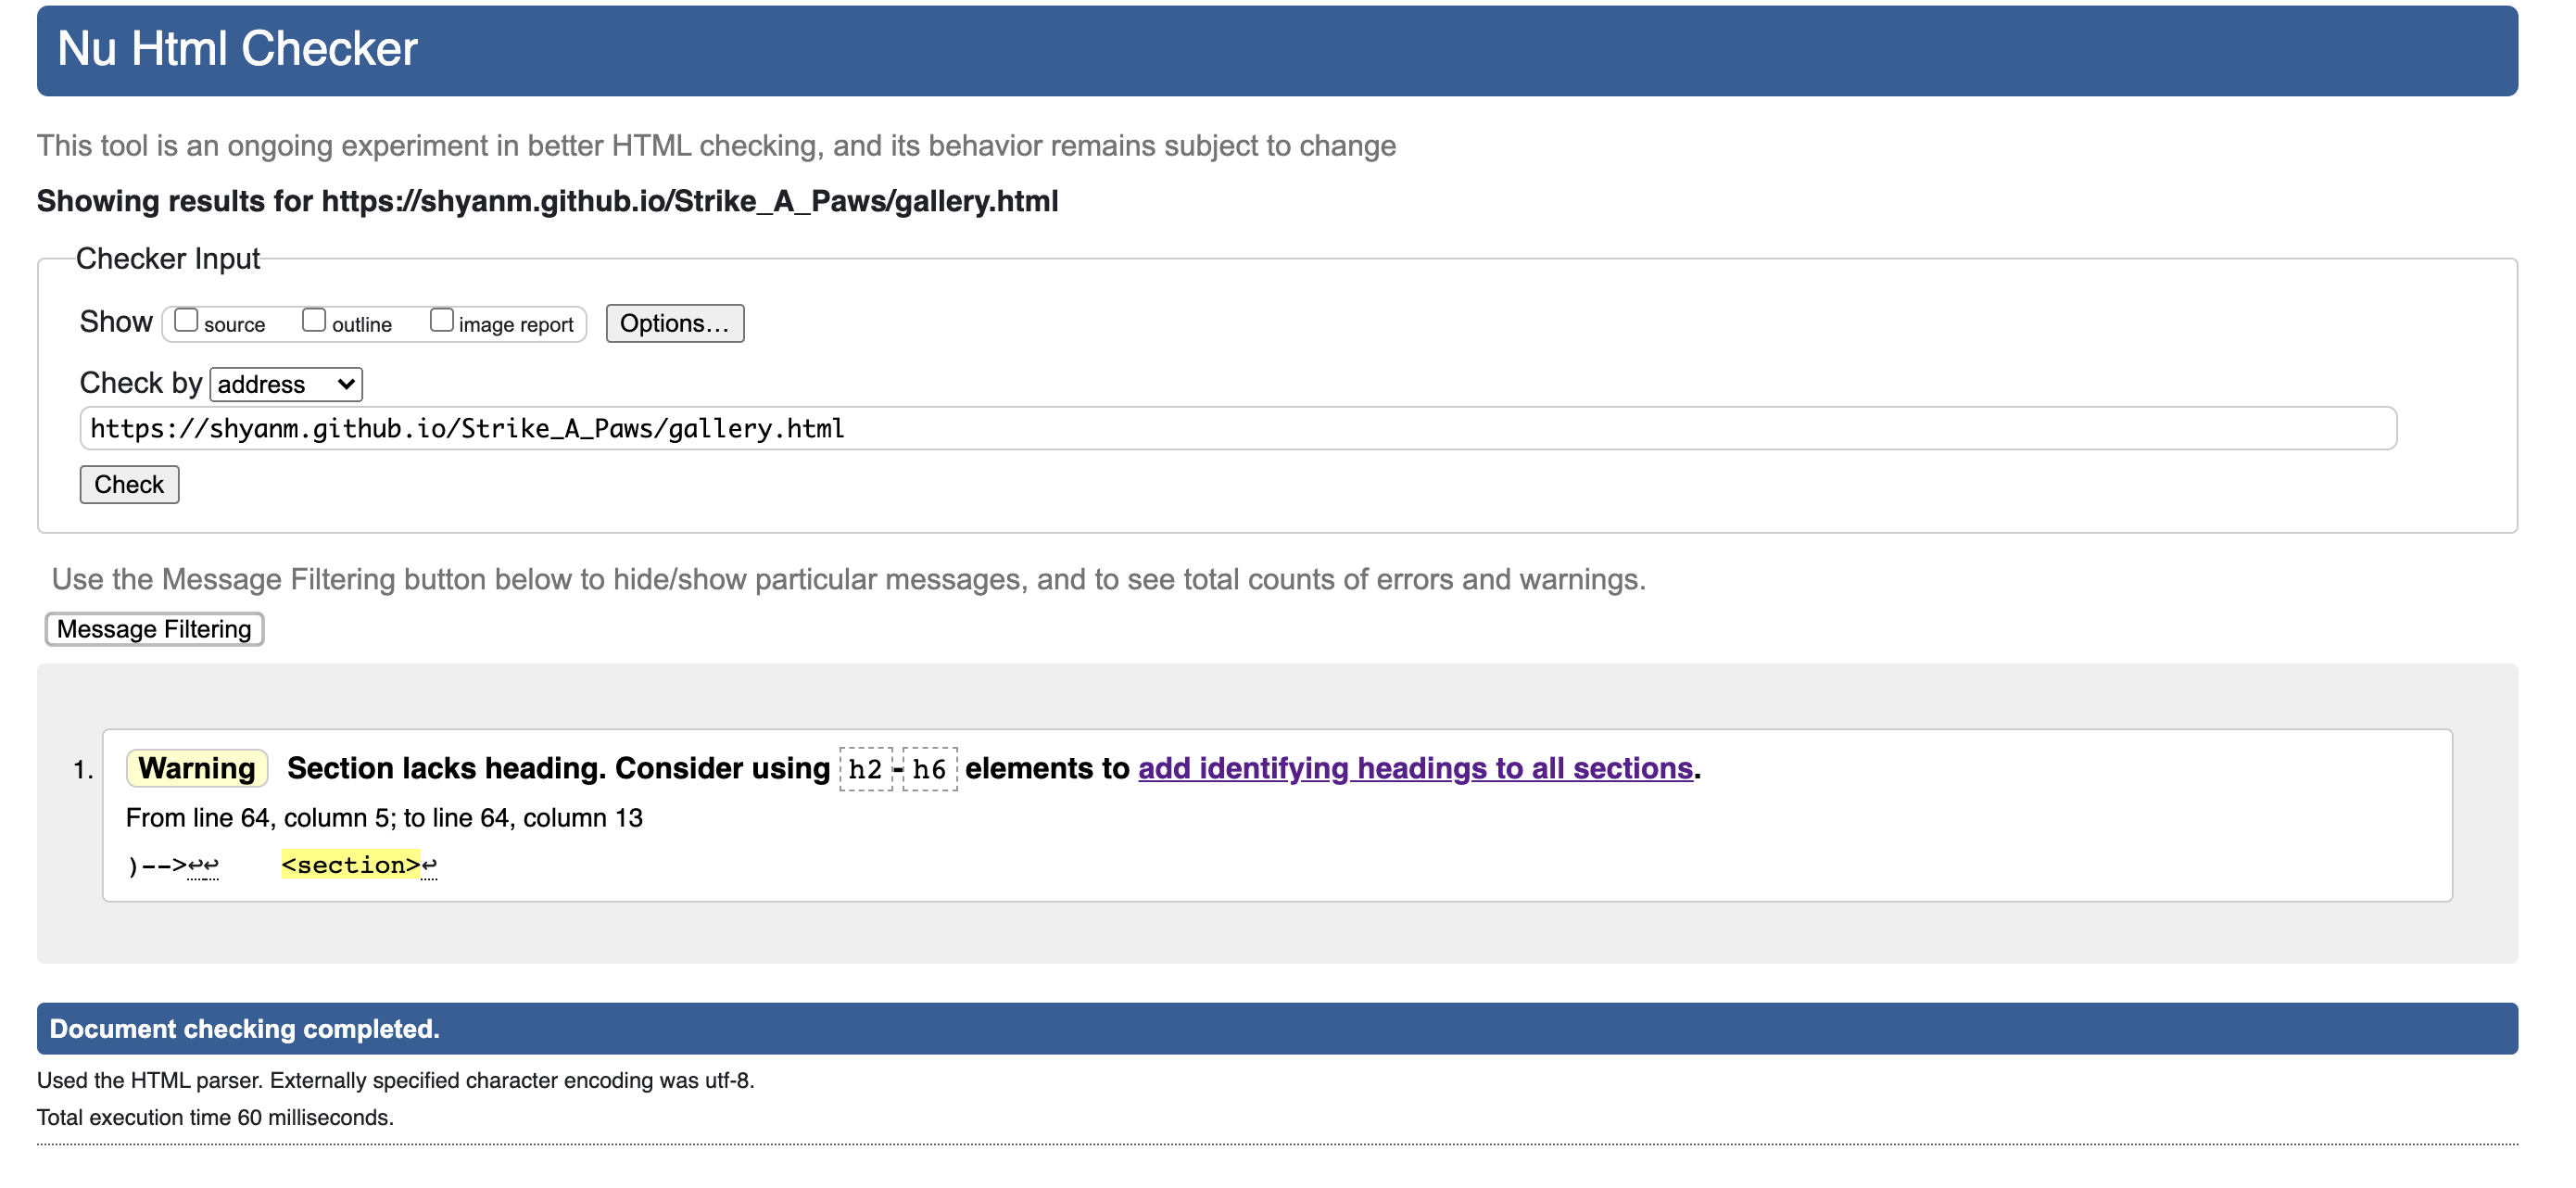 Nu Html Checker
This tool is an ongoing experiment in better HTML checking, and its behavior remains subject to change
Showing results for https://shyanm.github.io/Strike_A_Paws/gallery.html
Checker Input
Show source outline image report Options...
Check by address
https://shyanm.github.io/Strike_A_Paws/gallery.html
Check
Use the Message Filtering button below to hide/show particular messages, and to see total counts of errors and warnings.
Message Filtering
1. Warning Section lacks heading. Consider using h2-h6 elements to add identifying headings to all sections.
From line 64, column 5; to line 64, column 13
)-->↩↩ <section>↩
Document checking completed.
Used the HTML parser. Externally specified character encoding was utf-8.
Total execution time 60 milliseconds.